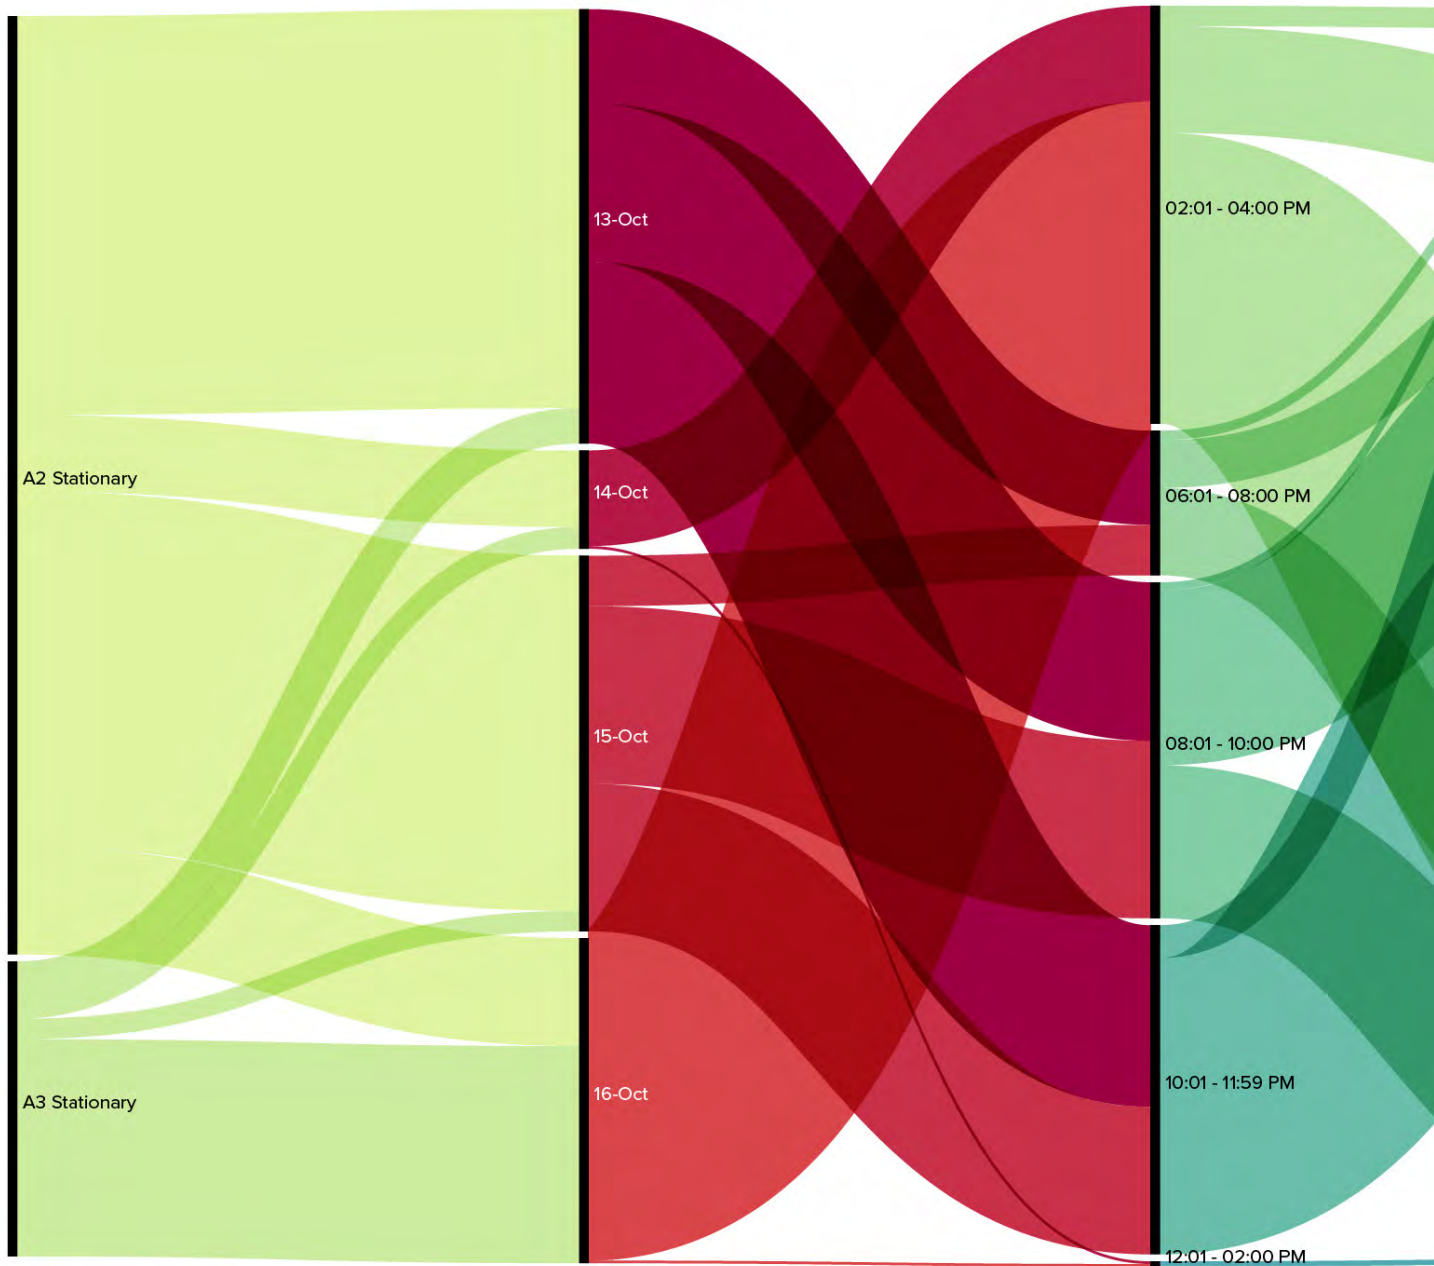 A2 Stationary
A3 Stationary
13-Oct
14-Oct
15-Oct
16-Oct
02:01 - 04:00 PM
06:01 - 08:00 PM
08:01 - 10:00 PM
10:01 - 11:59 PM
12:01 - 02:00 PM